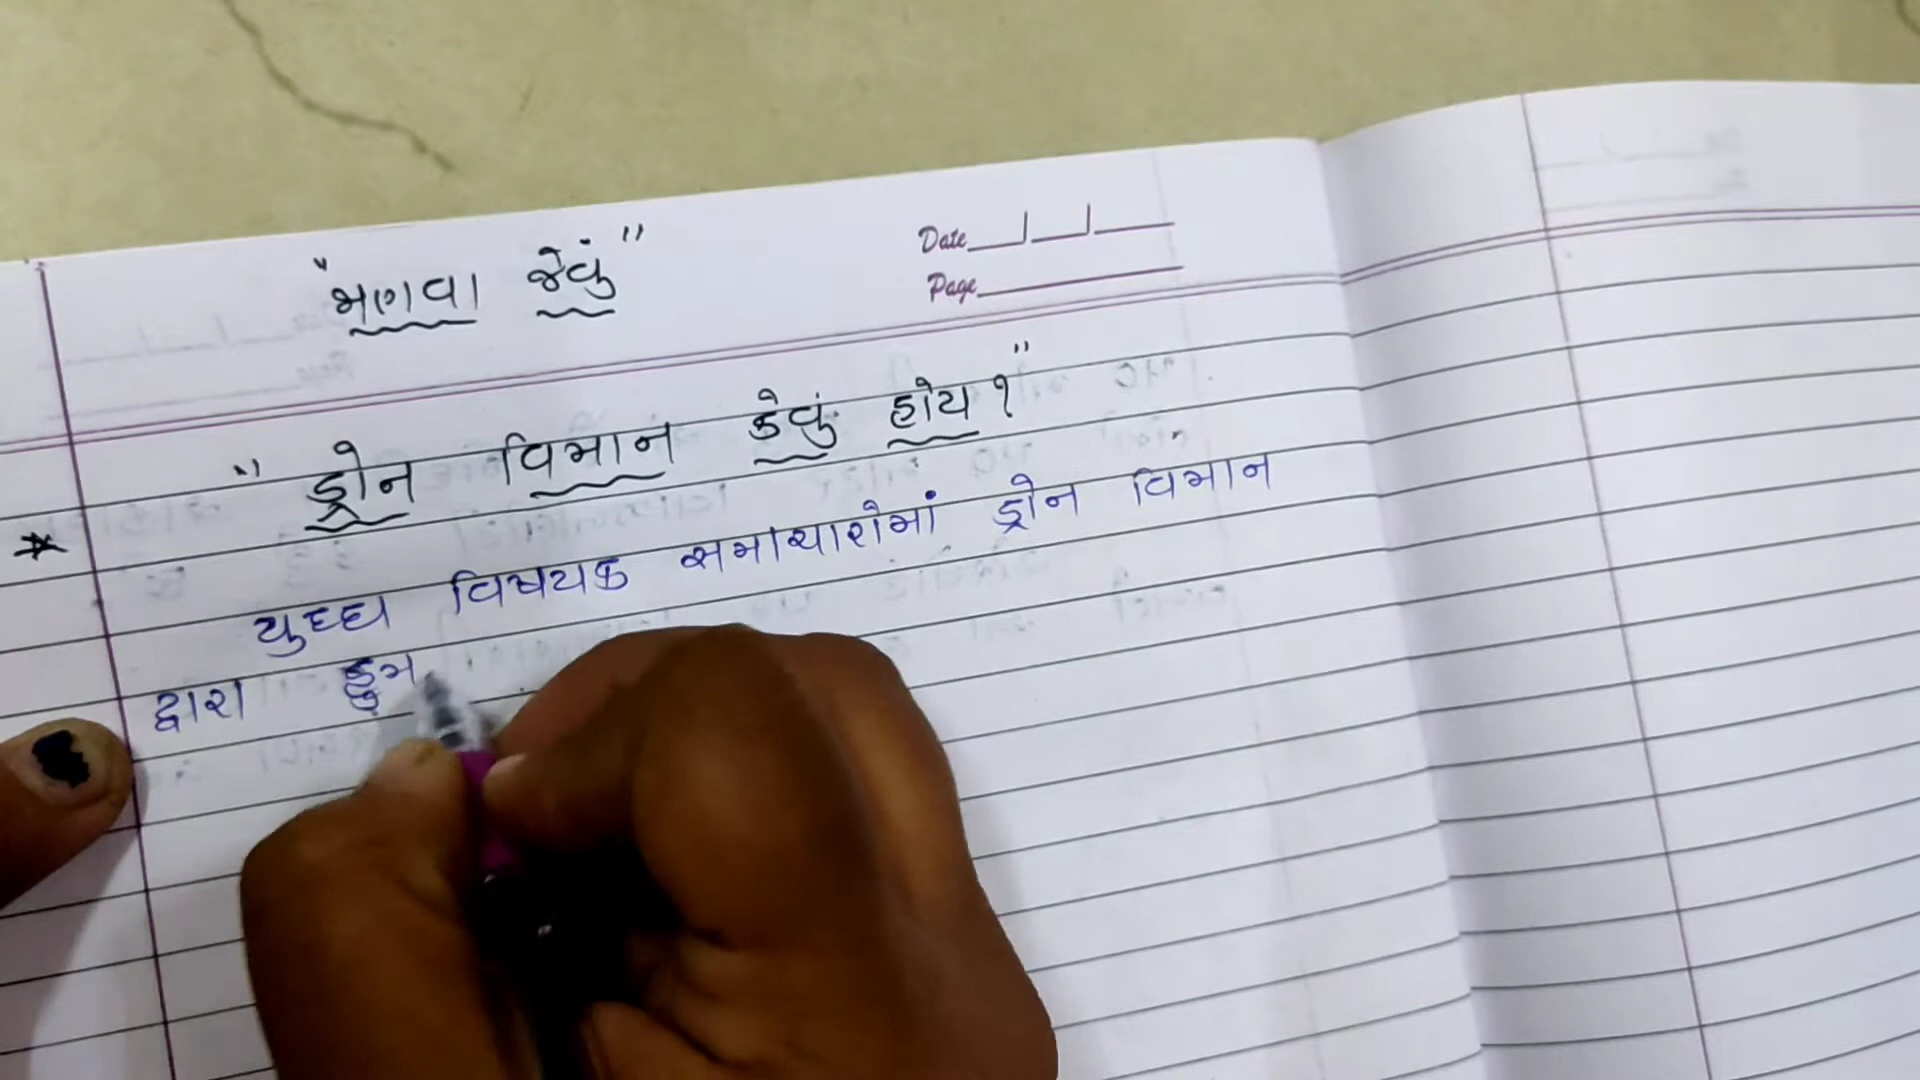 "ભણવા જેવું"
Date
Page
" ડ્રોન વિમાન કેવું હોય ? "
યુદ્ધ વિષયક સમાચારોમાં ડ્રોન વિમાન
દ્વારા હુમ